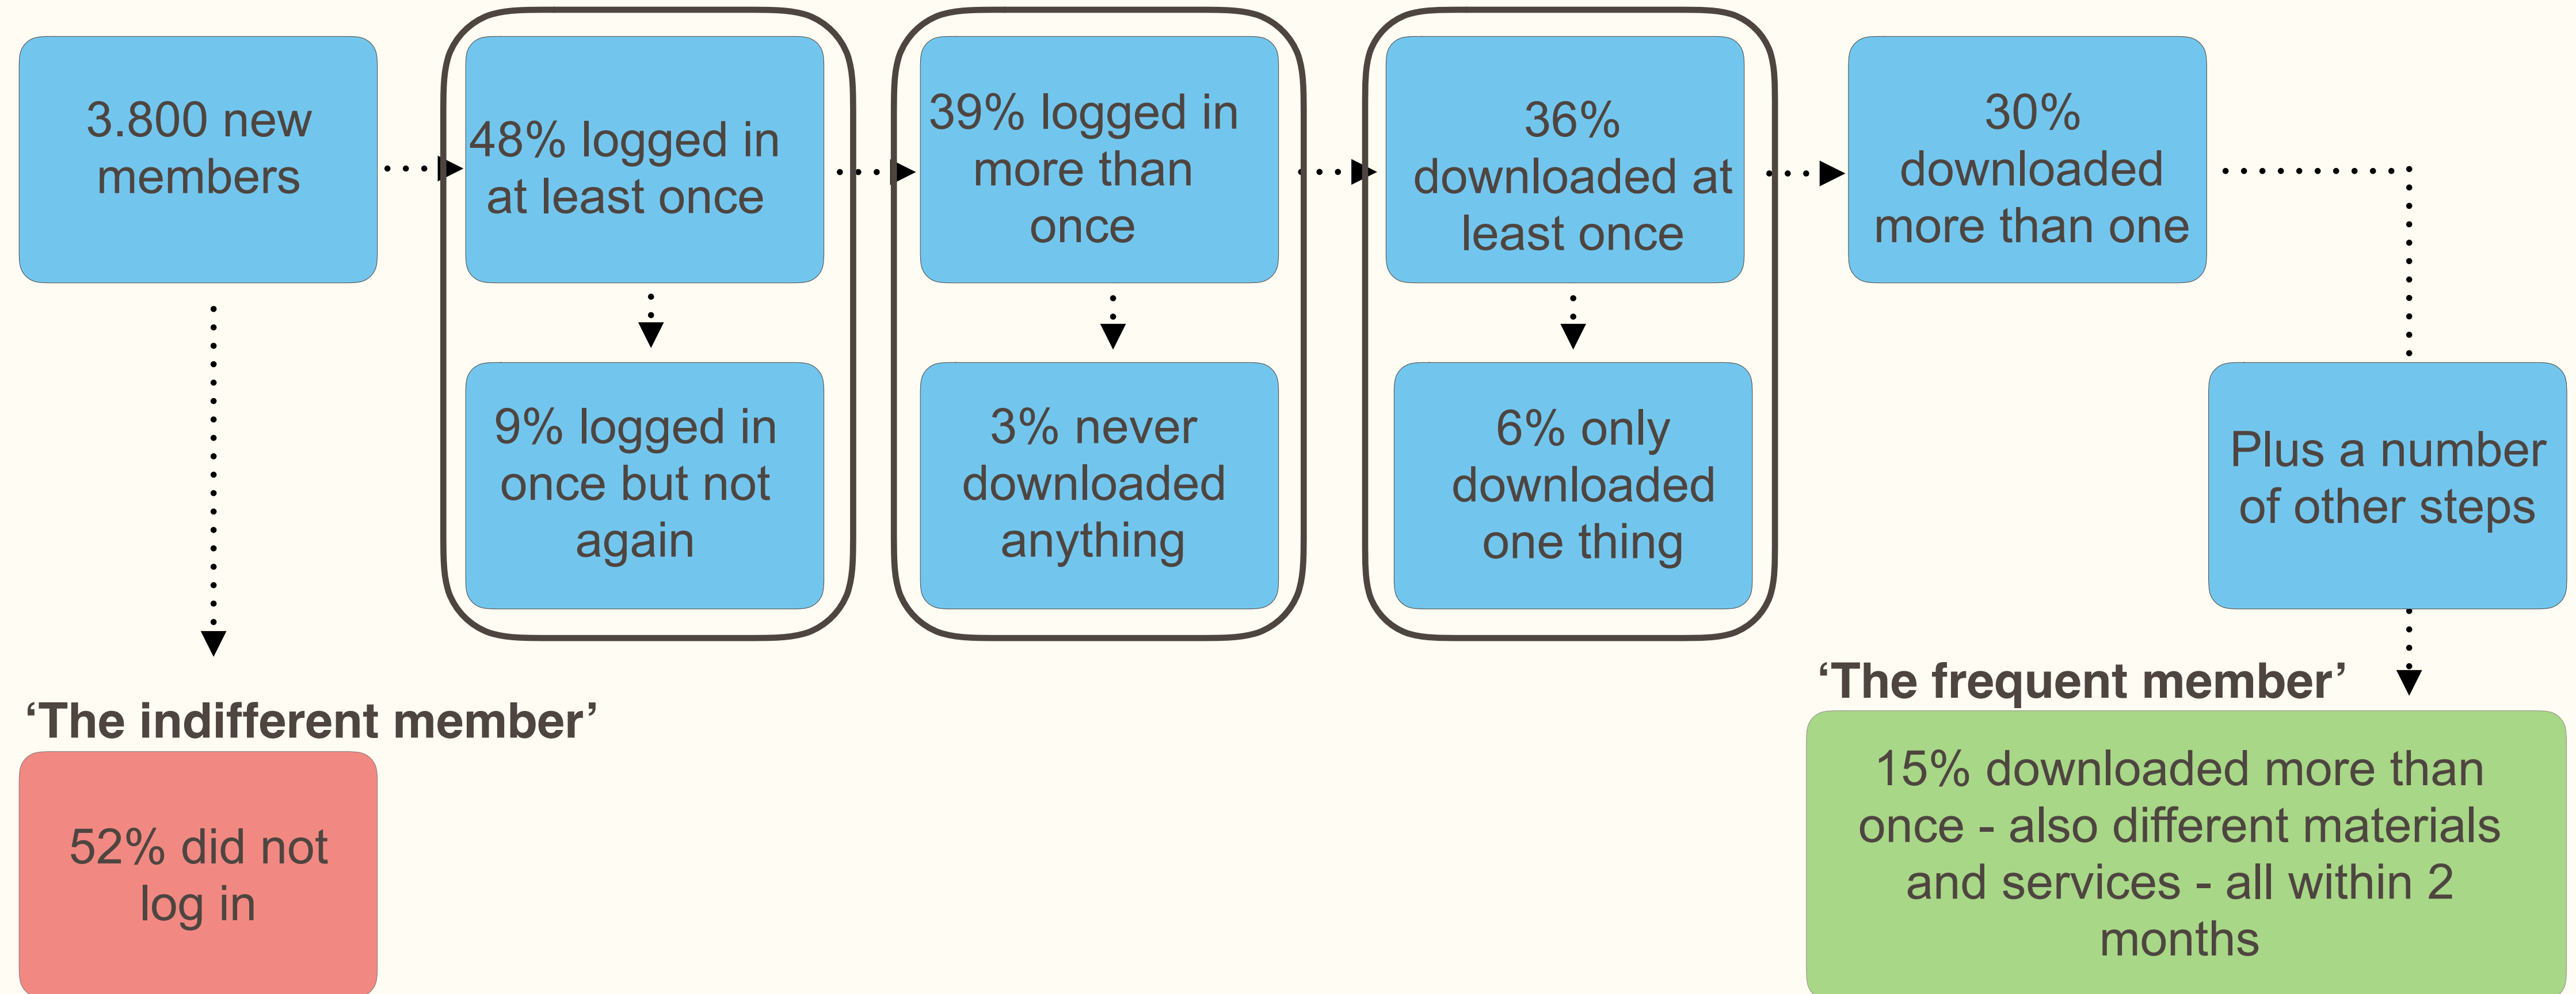 3.800 new
members
48% logged in
at least once
39% logged in
more than
once
36%
downloaded at
least once
30%
downloaded
more than one
9% logged in
once but not
again
3% never
downloaded
anything
6% only
downloaded
one thing
Plus a number
of other steps
‘The indifferent member’
52% did not
log in
‘The frequent member’
15% downloaded more than
once - also different materials
and services - all within 2
months